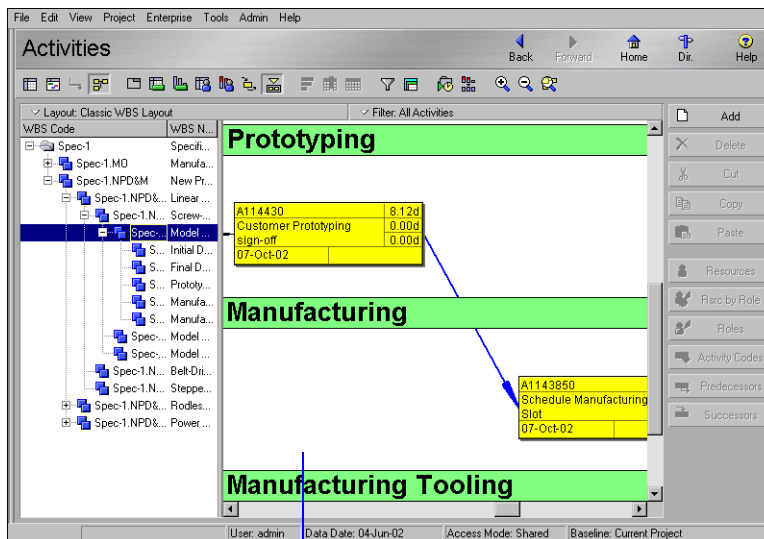 File Edit View Project Enterprise Tools Admin Help
Activities
Back Forward Home Dir. Help
Layout: Classic WBS Layout
Filter: All Activities
WBS Code WBS N...
Spec-1 Specifi...
Spec-1.MO Manufa...
Spec-1.NPD&M New Pr...
Spec-1.NPD&... Linear ...
Spec-1.N... Screw-...
Spec-... Model ...
S... Initial D...
S... Final D...
S... Prototy...
S... Manufa...
S... Manufa...
Spec-... Model ...
Spec-... Model ...
Spec-1.N... Belt-Dri...
Spec-1.N... Steppe...
Spec-1.NPD&... Rodles...
Spec-1.NPD&... Power ...
Prototyping
A114430 8.12d
Customer Prototyping 0.00d
sign-off 0.00d
07-Oct-02
Manufacturing
A1143850
Schedule Manufacturing
Slot
07-Oct-02
Manufacturing Tooling
Add
Delete
Cut
Copy
Paste
Resources
Rsrc by Role
Roles
Activity Codes
Predecessors
Successors
User: admin Data Date: 04-Jun-02 Access Mode: Shared Baseline: Current Project